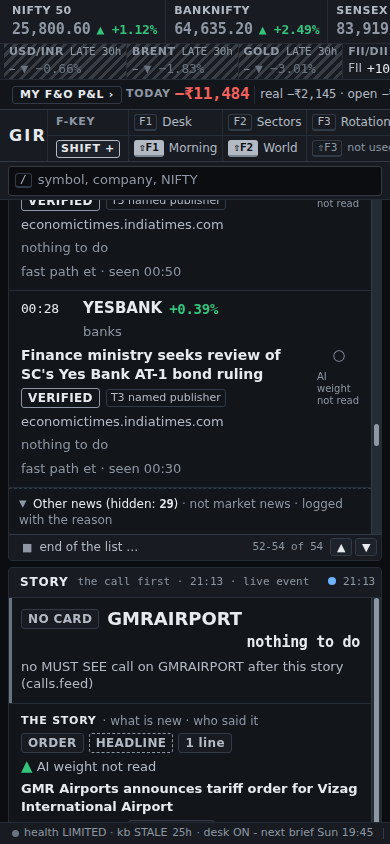 NIFTY 50 BANKNIFTY SENSEX
25,800.60 ▲ +1.12% 64,635.20 ▲ +2.49% 83,919
USD/INR LATE 30h BRENT LATE 30h GOLD LATE 30h FII/DII
— ▼ −0.66% — ▼ −1.83% — ▼ −3.01% FII +10
MY F&O P&L › TODAY −₹11,484 real −₹2,145 · open −
GIR F-KEY F1 Desk F2 Sectors F3 Rotation
SHIFT + ⇧F1 Morning ⇧F2 World ⇧F3 not used
/ symbol, company, NIFTY
VERIFIED T3 named publisher not read
economictimes.indiatimes.com
nothing to do
fast path et · seen 00:50
00:28 YESBANK +0.39%
banks
Finance ministry seeks review of
SC's Yes Bank AT-1 bond ruling
VERIFIED T3 named publisher
AI
weight
not read
economictimes.indiatimes.com
nothing to do
fast path et · seen 00:30
▼ Other news (hidden: 29) · not market news · logged
with the reason
■ end of the list … 52-54 of 54 ▲ ▼
STORY the call first · 21:13 · live event ● 21:13
NO CARD GMRAIRPORT
nothing to do
no MUST SEE call on GMRAIRPORT after this story
(calls.feed)
THE STORY · what is new · who said it
ORDER HEADLINE 1 line
▲ AI weight not read
GMR Airports announces tariff order for Vizag
International Airport
● health LIMITED · kb STALE 25h · desk ON - next brief Sun 19:45